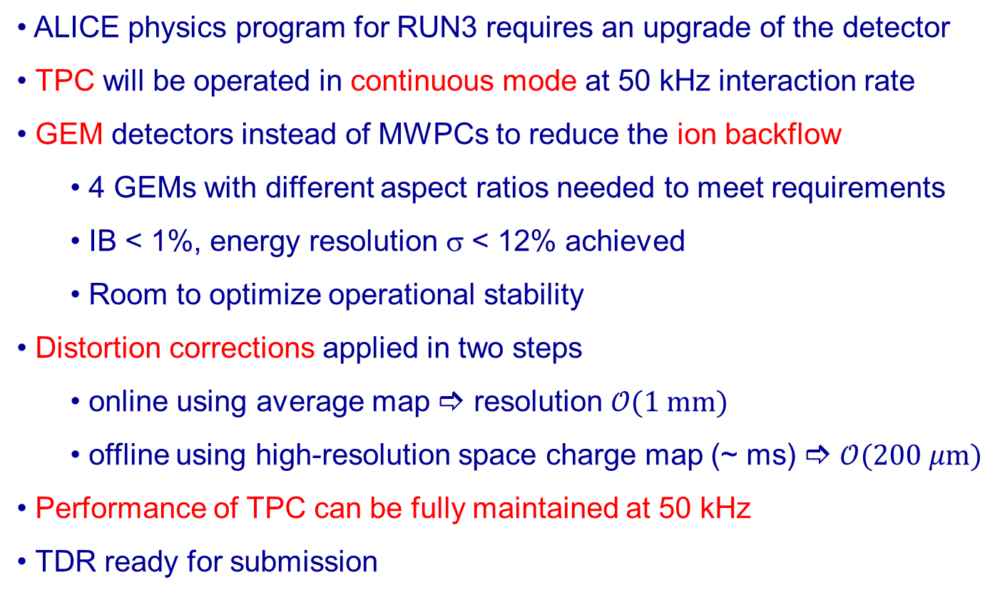 • ALICE physics program for RUN3 requires an upgrade of the detector
• TPC will be operated in continuous mode at 50 kHz interaction rate
• GEM detectors instead of MWPCs to reduce the ion backflow
• 4 GEMs with different aspect ratios needed to meet requirements
• IB < 1%, energy resolution σ < 12% achieved
• Room to optimize operational stability
• Distortion corrections applied in two steps
• online using average map ⇨ resolution 𝒪(1 mm)
• offline using high-resolution space charge map (~ ms) ⇨ 𝒪(200 μm)
• Performance of TPC can be fully maintained at 50 kHz
• TDR ready for submission